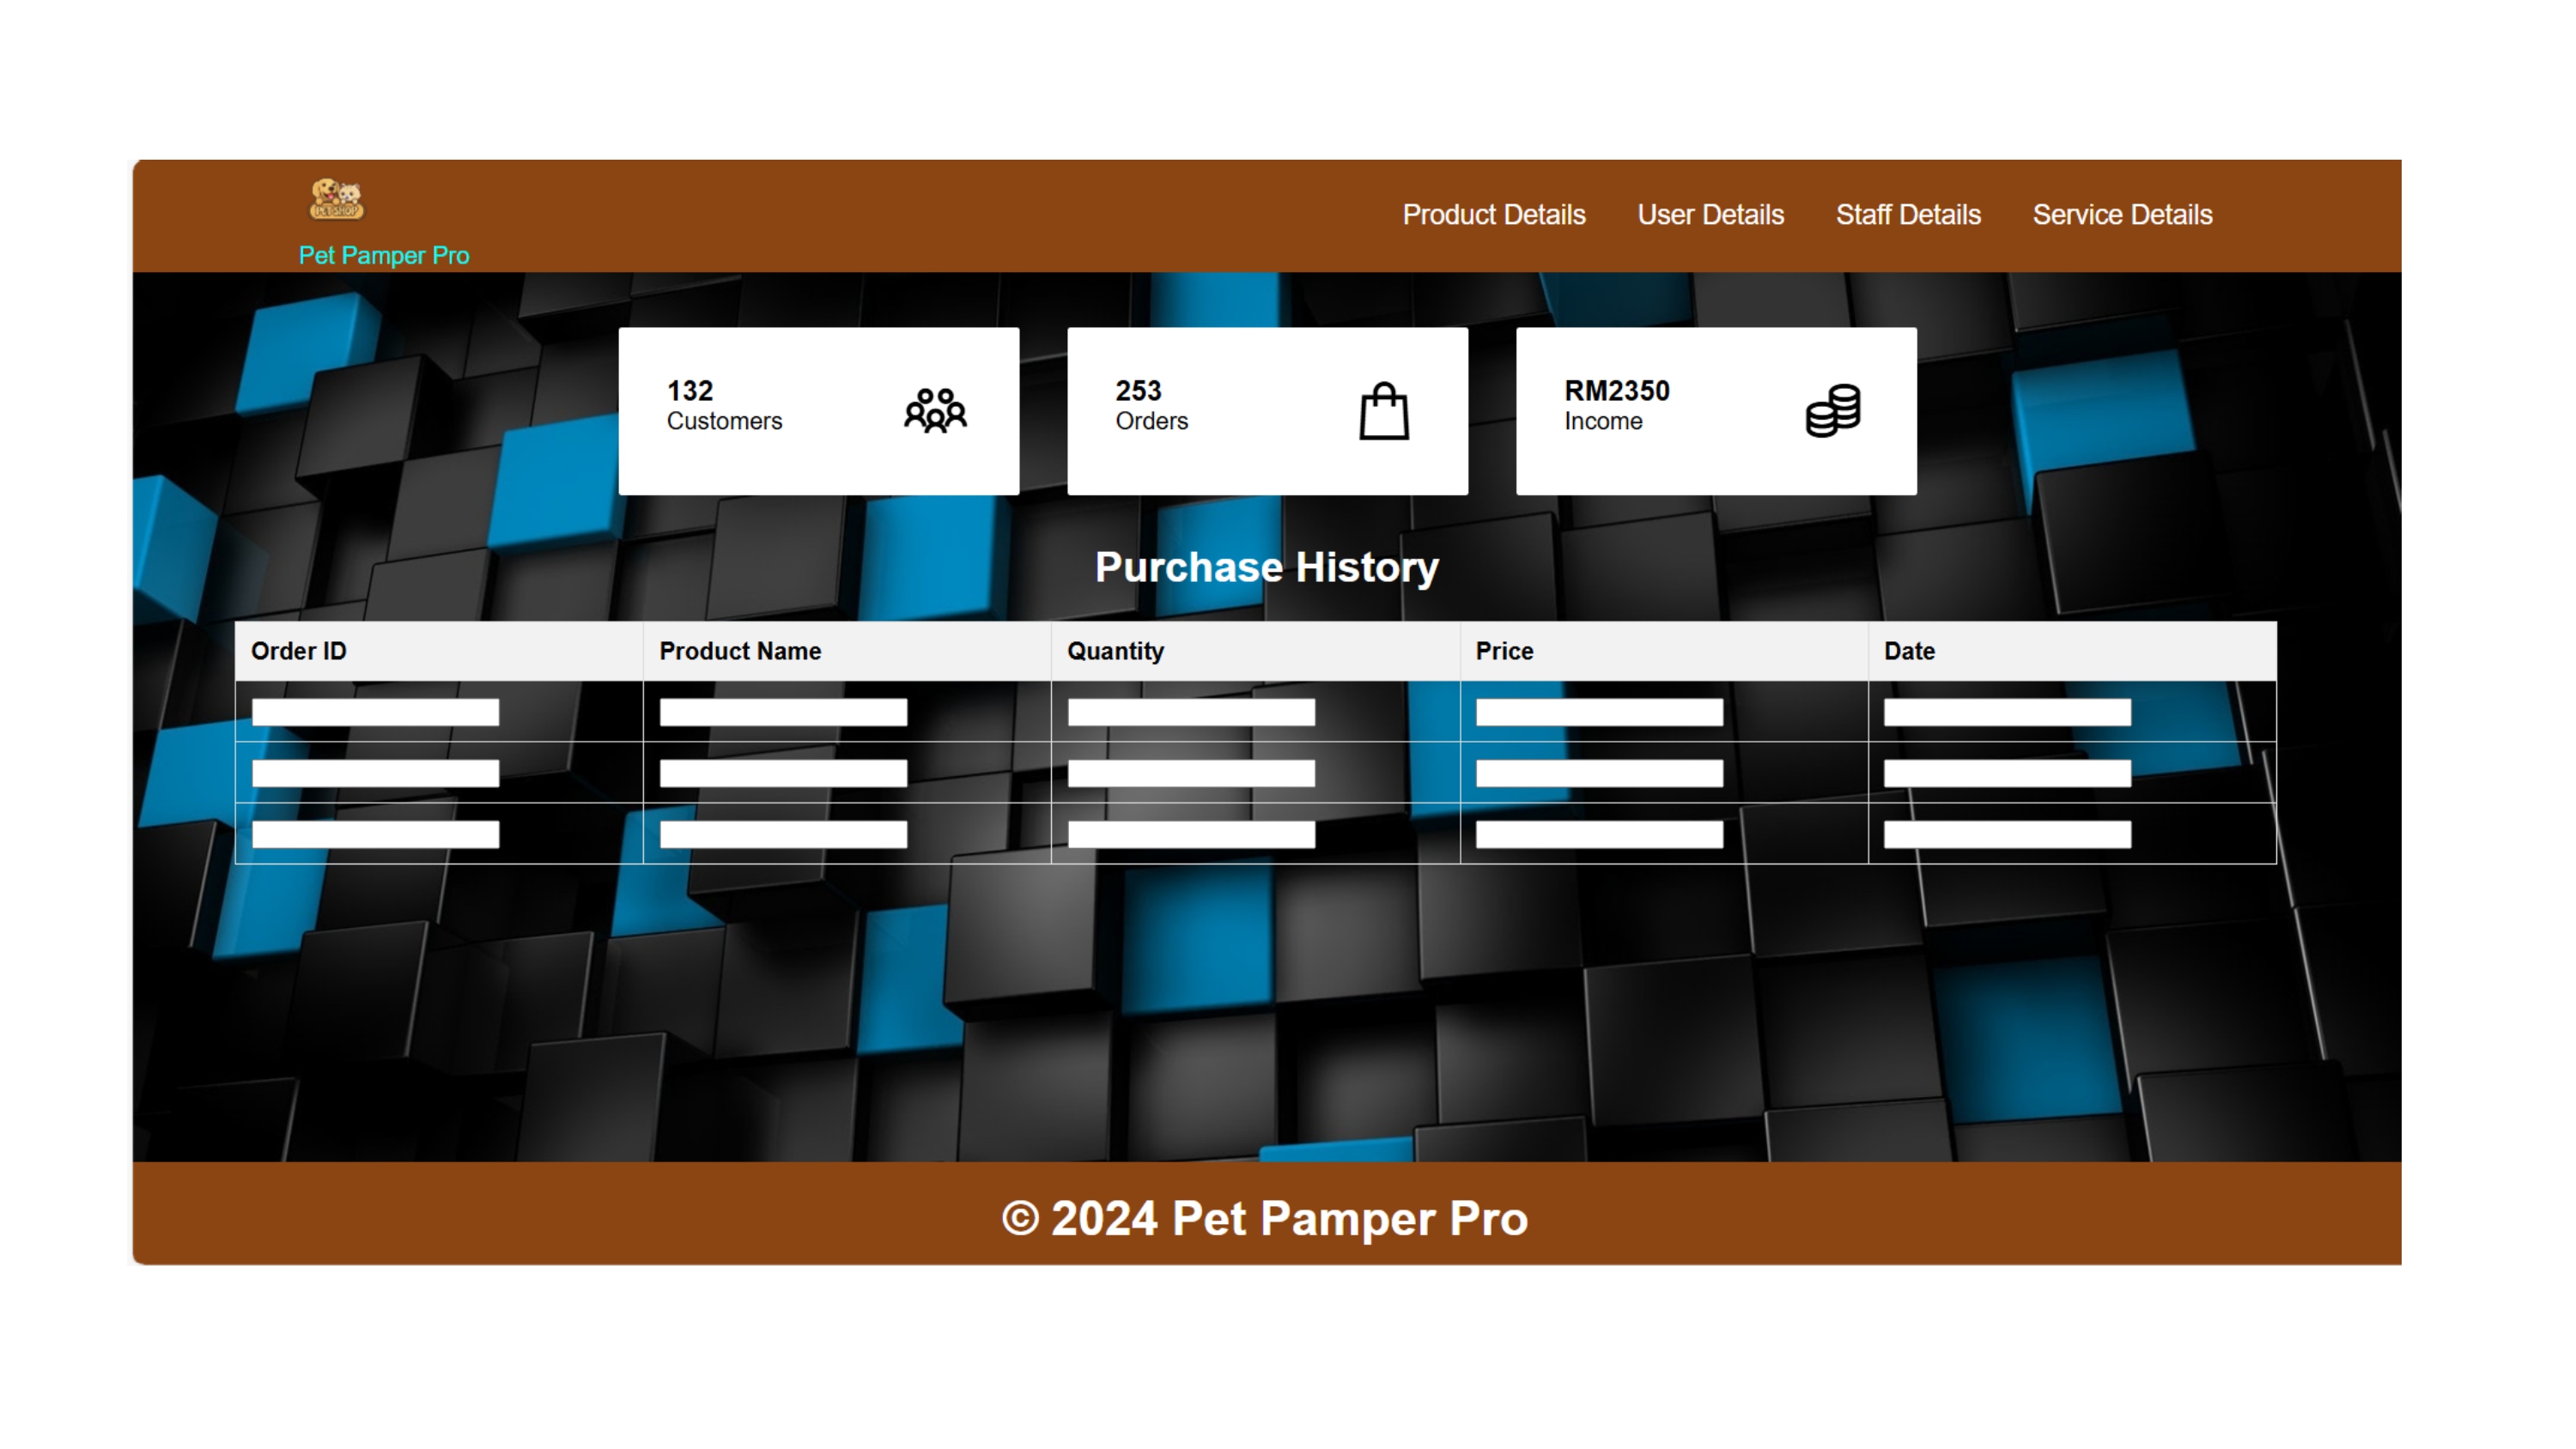 PET SHOP
Pet Pamper Pro
Product Details User Details Staff Details Service Details
132
Customers
253
Orders
RM2350
Income
Purchase History
Order ID Product Name Quantity Price Date
© 2024 Pet Pamper Pro